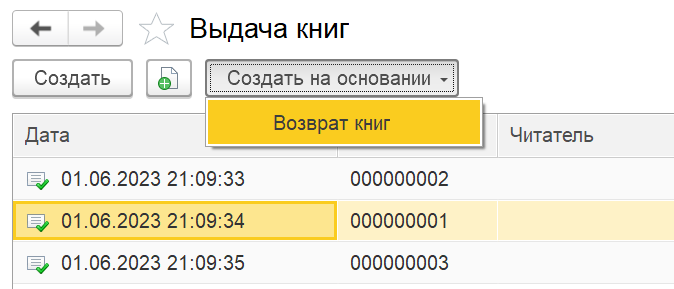 Выдача книг
Создать Создать на основании
Возврат книг
Дата Читатель
01.06.2023 21:09:33 000000002
01.06.2023 21:09:34 000000001
01.06.2023 21:09:35 000000003